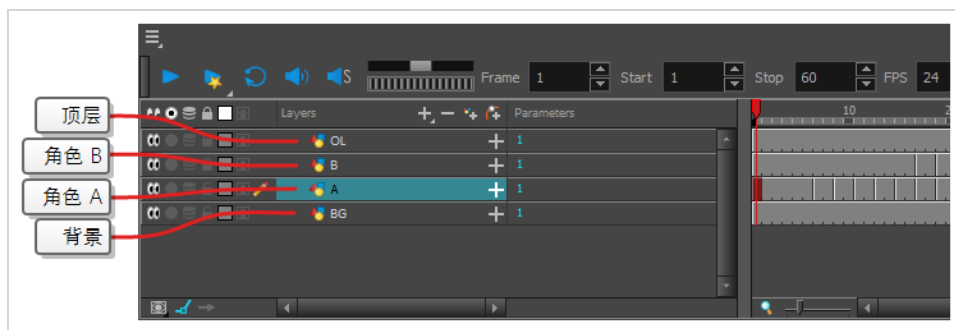 S Frame 1 Start 1 Stop 60 FPS 24
Layers Parameters 10 2
顶层 OL 1
角色 B B 1
角色 A A 1
背景 BG 1